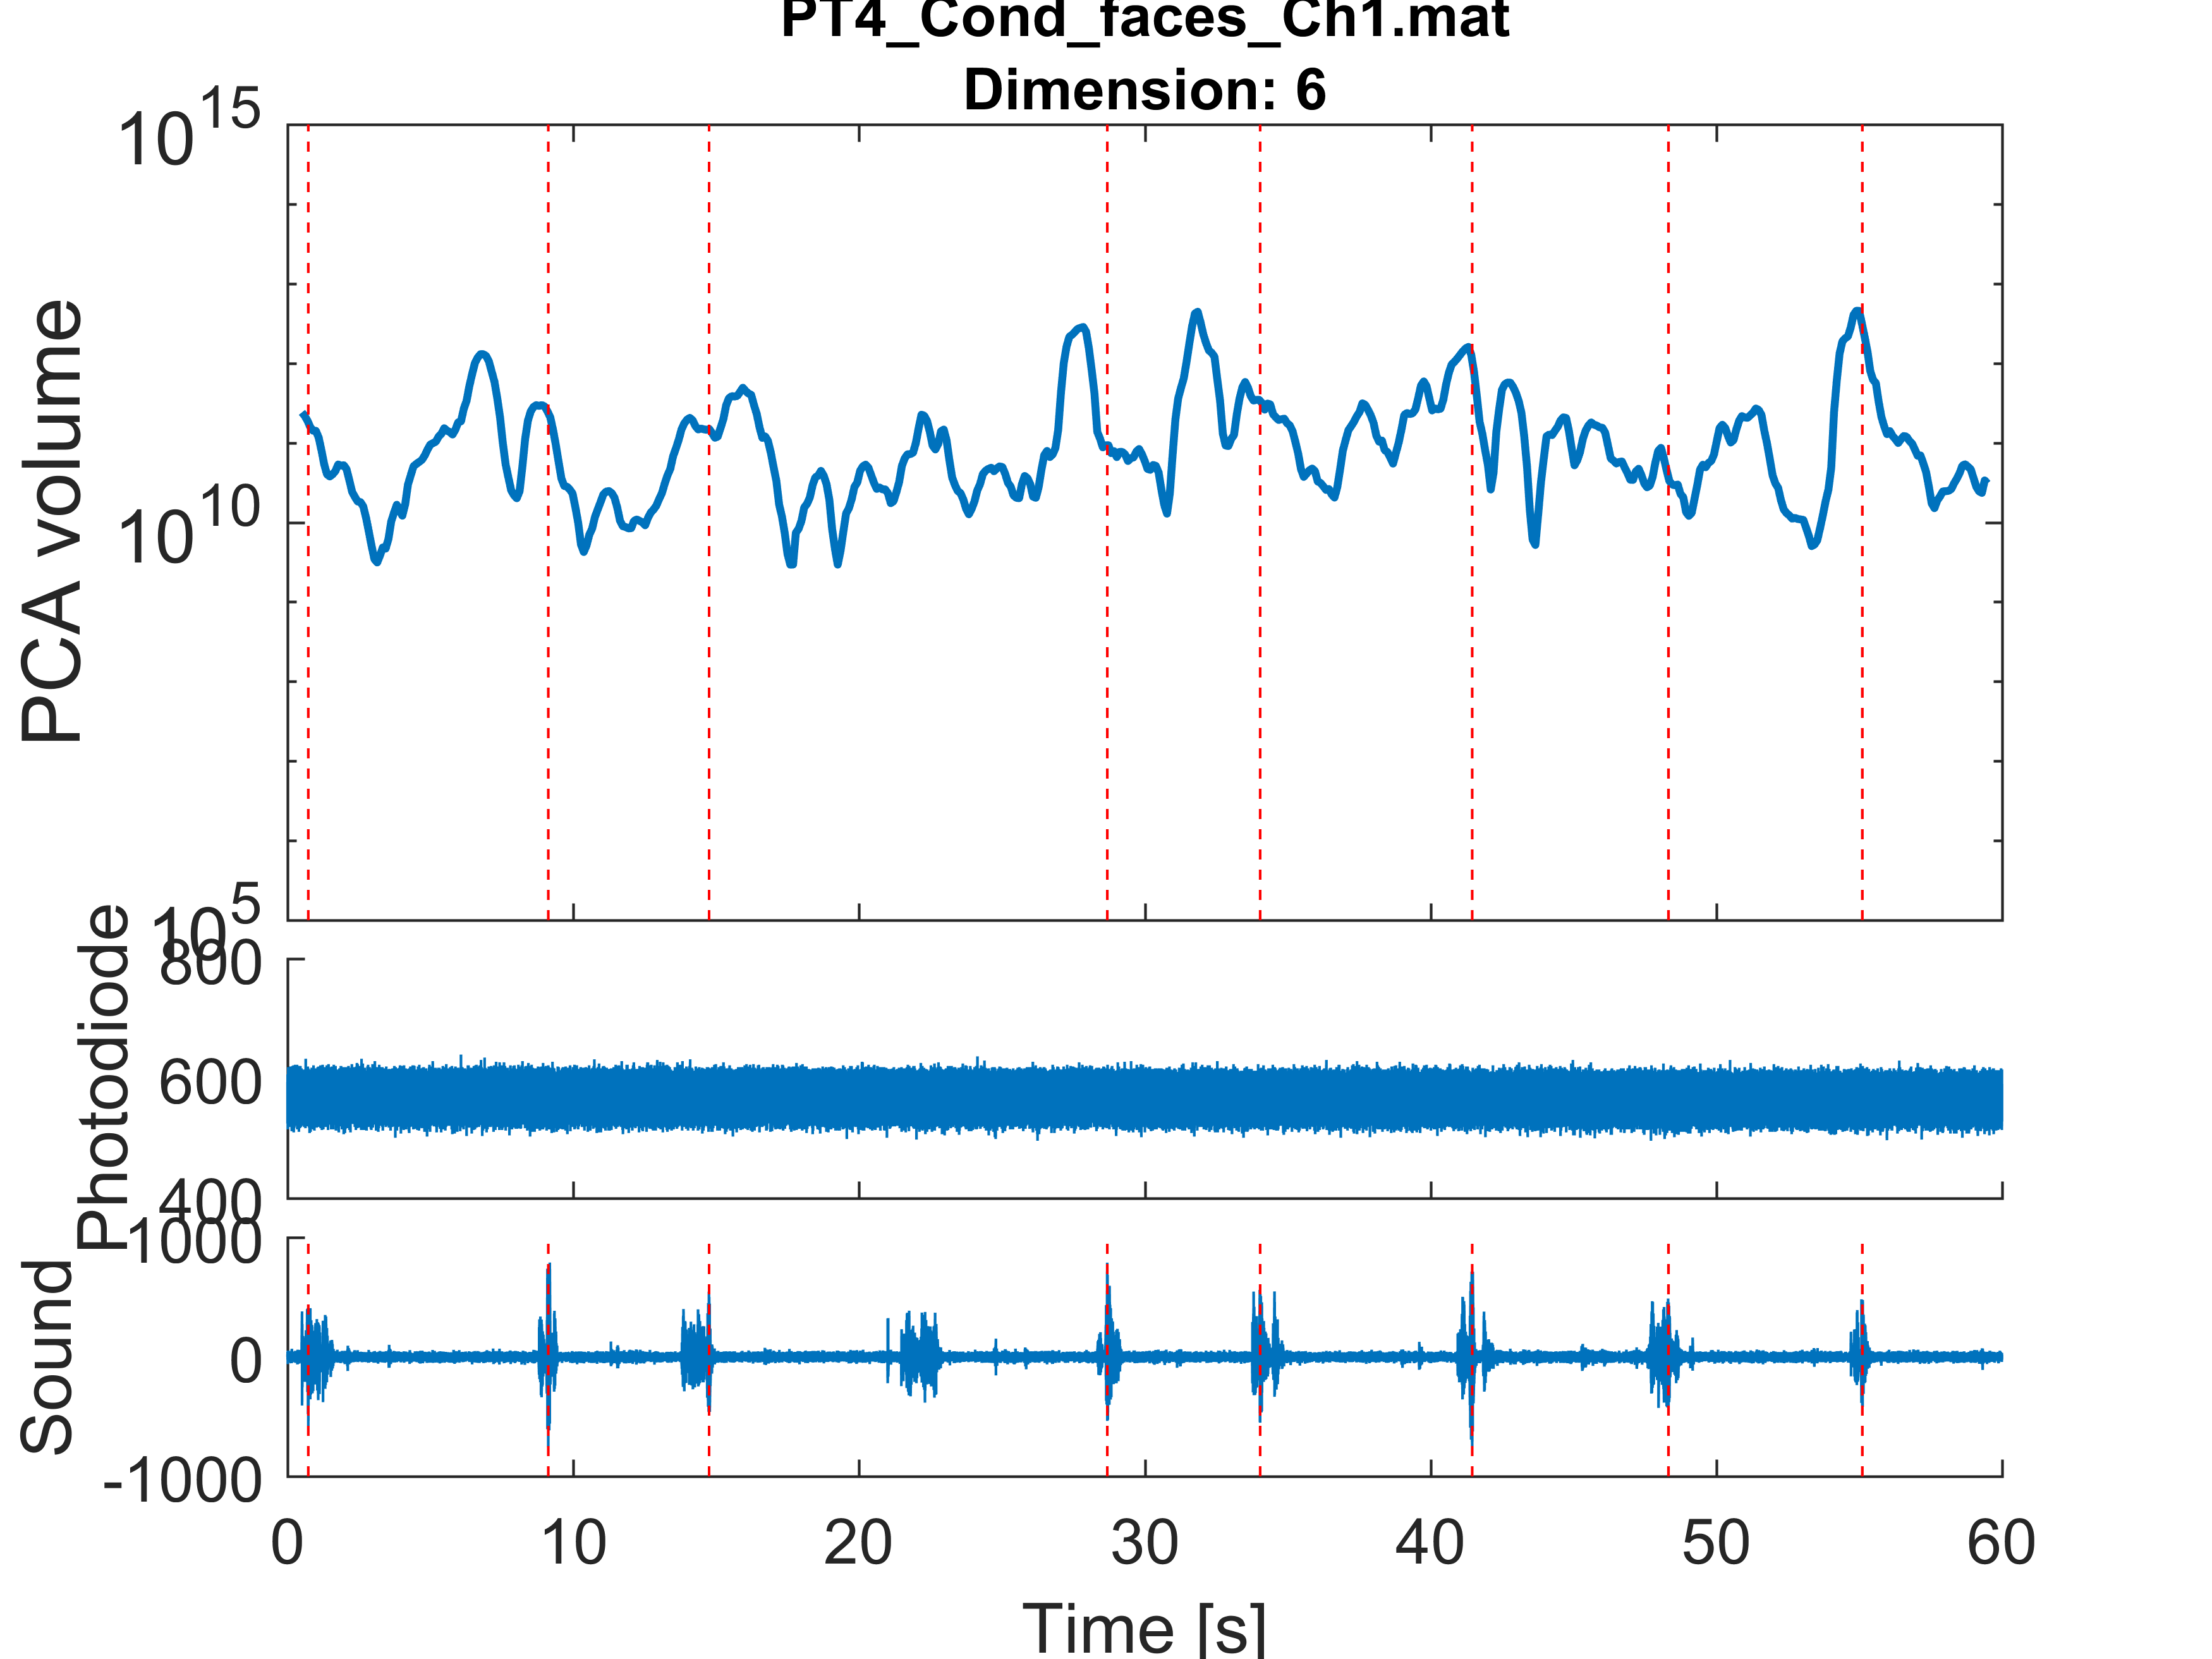 PT4_Cond_faces_Ch1.mat
Dimension: 6
10^15
10^10
10^5
PCA volume
800
600
400
Photodiode
1000
0
-1000
Sound
0 10 20 30 40 50 60
Time [s]